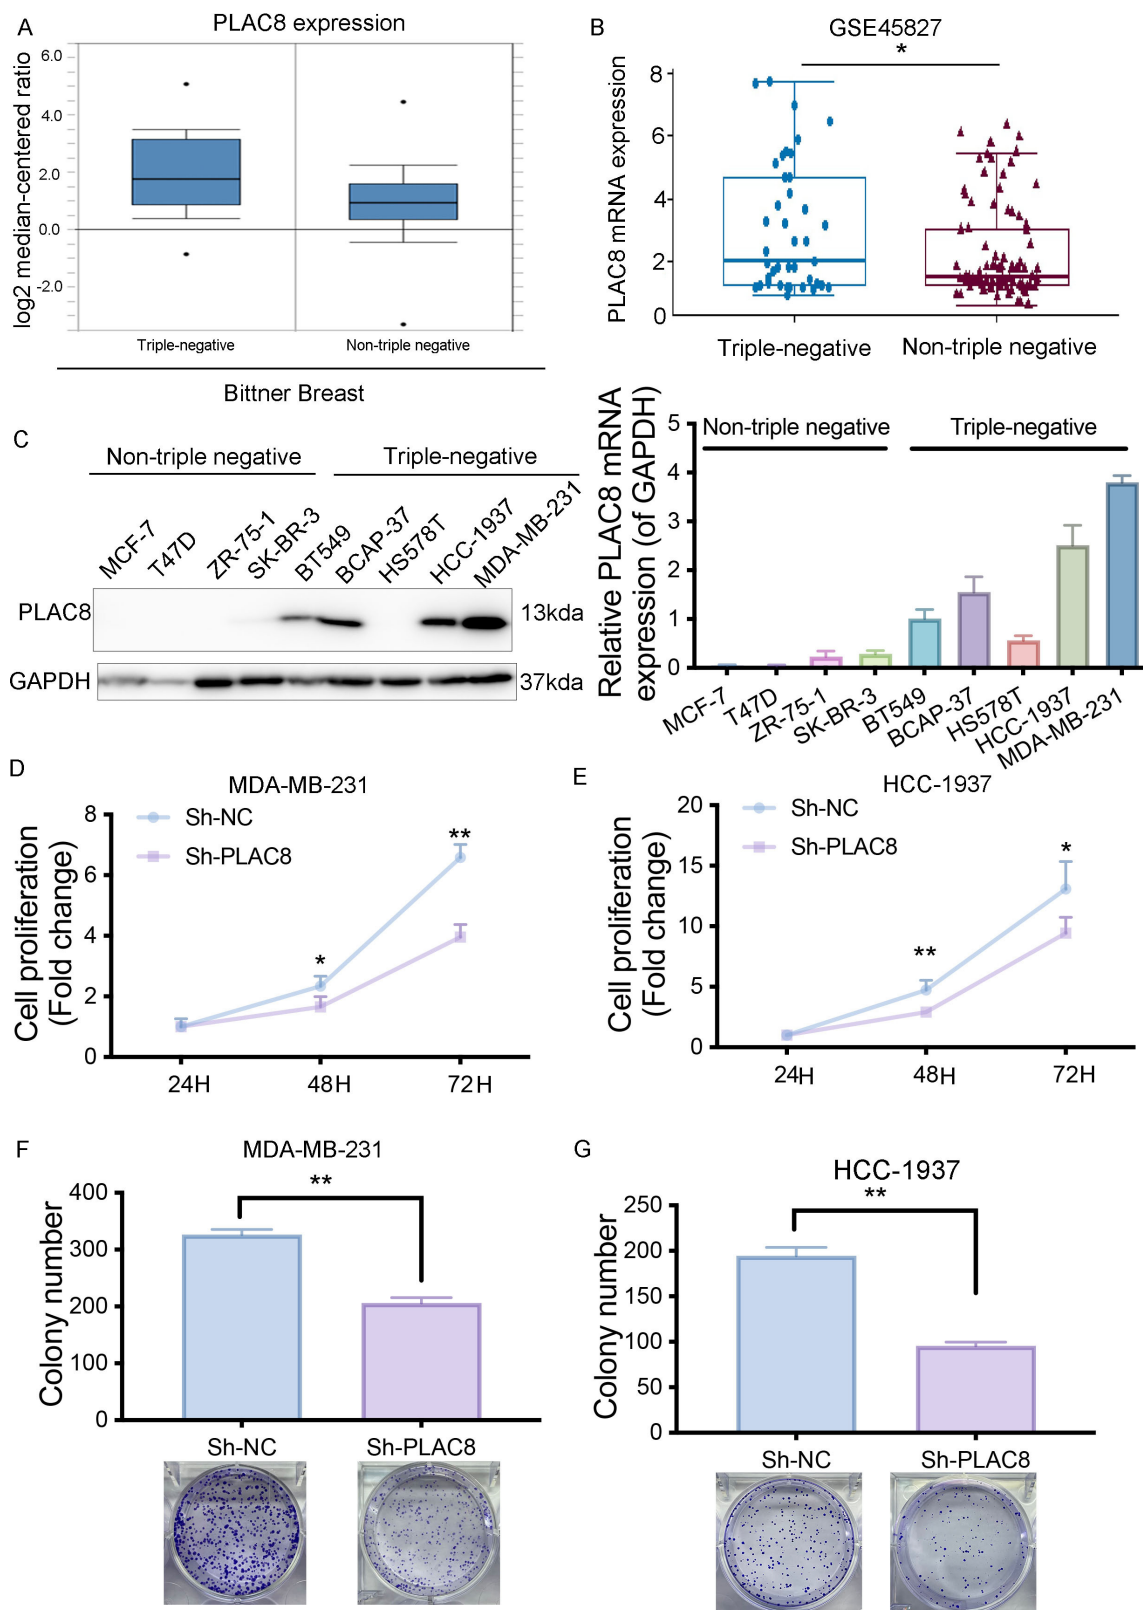 A
PLAC8 expression
log2 median-centered ratio
6.0
4.0
2.0
0.0
-2.0
Triple-negative
Non-triple negative
Bittner Breast
B
GSE45827
*
PLAC8 mRNA expression
8
6
4
2
0
Triple-negative
Non-triple negative
C
Non-triple negative
Triple-negative
MCF-7
T47D
ZR-75-1
SK-BR-3
BT549
BCAP-37
HS578T
HCC-1937
MDA-MB-231
PLAC8
13kda
GAPDH
37kda
Relative PLAC8 mRNA
expression (of GAPDH)
5
4
3
2
1
0
Non-triple negative
Triple-negative
MCF-7
T47D
ZR-75-1
SK-BR-3
BT549
BCAP-37
HS578T
HCC-1937
MDA-MB-231
D
MDA-MB-231
Sh-NC
Sh-PLAC8
Cell proliferation
(Fold change)
8
6
4
2
0
*
**
24H
48H
72H
E
HCC-1937
Sh-NC
Sh-PLAC8
Cell proliferation
(Fold change)
20
15
10
5
0
**
*
24H
48H
72H
F
MDA-MB-231
**
Colony number
400
300
200
100
0
Sh-NC
Sh-PLAC8
G
HCC-1937
**
Colony number
250
200
150
100
50
0
Sh-NC
Sh-PLAC8